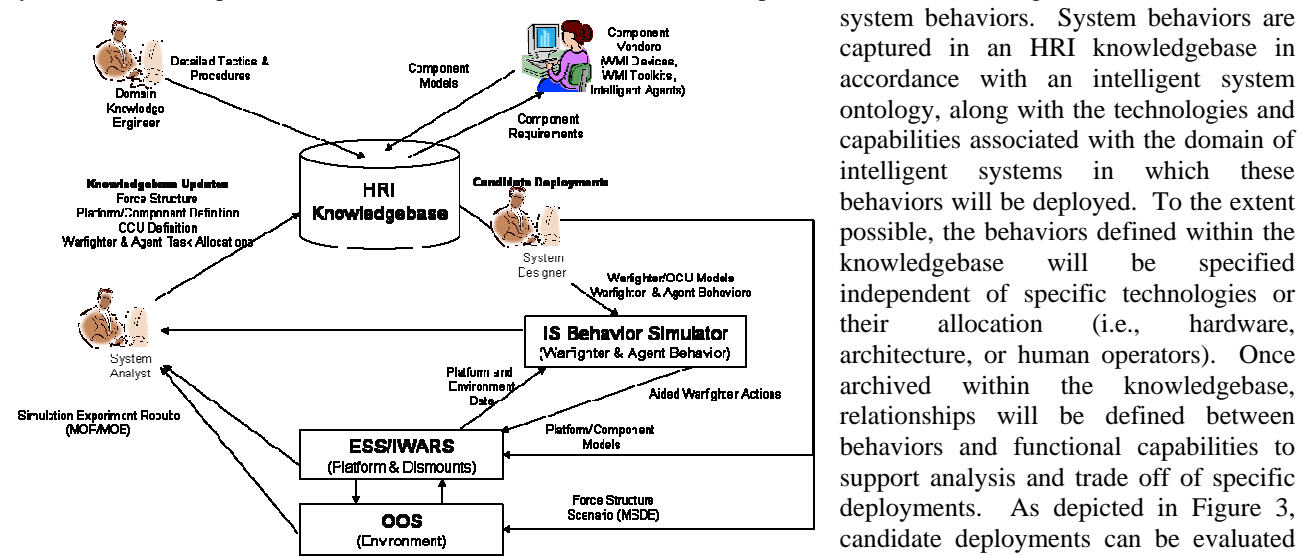 Detailed Tactics &
Procedures
Domain
Knowledge
Engineer
Component
Models
Component
Vendors
(WMI Devices,
WMI Toolkits,
Intelligent Agents)
Component
Requirements
HRI
Knowledgebase
Knowledgebase Updates
Force Structure
Platform/Component Definition
Definition
Warfighter & Agent Task Allocations
Candidate Deployments
System
Designer
Warfighter/OCU Models
Warfighter & Agent Behaviors
IS Behavior Simulator
(Warfighter & Agent Behavior)
System
Analyst
Platform and
Environment
Data
Aided Warfighter Actions
Simulation Experiment Results
(MOP/MOE)
ESS/IWARS
(Platform & Dismounts)
Platform/Component
Models
OOS
(Environment)
Force Structure
Scenario (MSDE)
system behaviors. System behaviors are
captured in an HRI knowledgebase in
accordance with an intelligent system
ontology, along with the technologies and
capabilities associated with the domain of
intelligent systems in which these
behaviors will be deployed. To the extent
possible, the behaviors defined within the
knowledgebase will be specified
independent of specific technologies or
their allocation (i.e., hardware,
architecture, or human operators). Once
archived within the knowledgebase,
relationships will be defined between
behaviors and functional capabilities to
support analysis and trade off of specific
deployments. As depicted in Figure 3,
candidate deployments can be evaluated